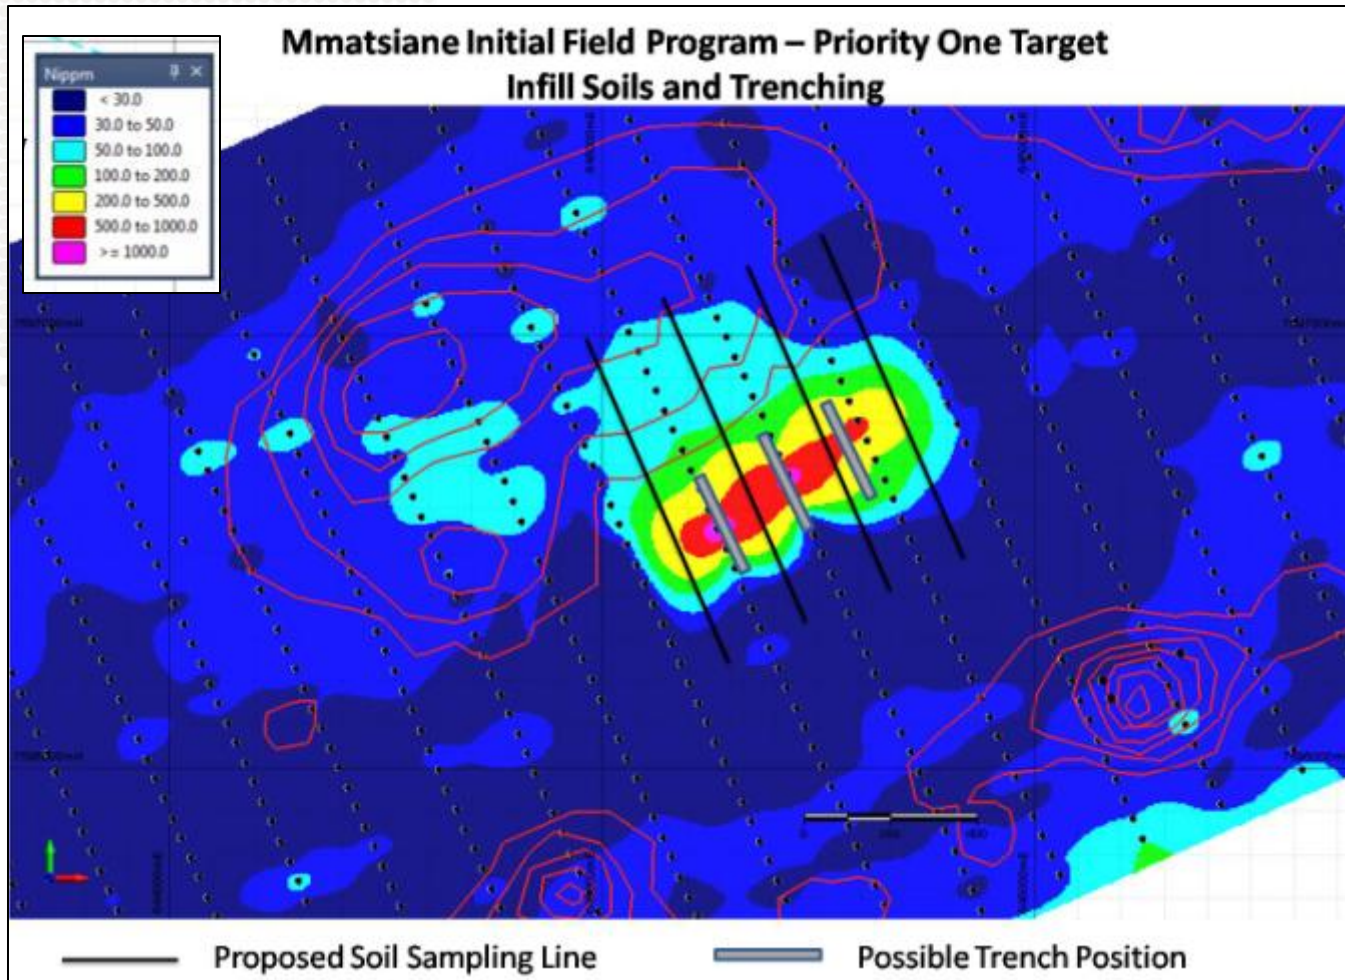 Mmatsiane Initial Field Program – Priority One Target
Infill Soils and Trenching
Nippm
< 30.0
30.0 to 50.0
50.0 to 100.0
100.0 to 200.0
200.0 to 500.0
500.0 to 1000.0
>= 1000.0
0
Proposed Soil Sampling Line
Possible Trench Position